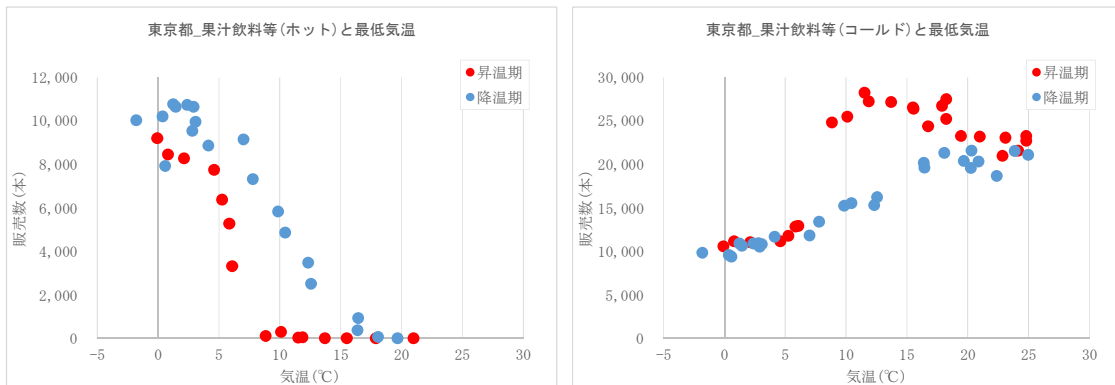 東京都_果汁飲料等(ホット)と最低気温
昇温期
降温期
12,000
10,000
8,000
6,000
4,000
2,000
0
販売数(本)
-5 0 5 10 15 20 25 30
気温(℃)
東京都_果汁飲料等(コールド)と最低気温
昇温期
降温期
30,000
25,000
20,000
15,000
10,000
5,000
0
販売数(本)
-5 0 5 10 15 20 25 30
気温(℃)